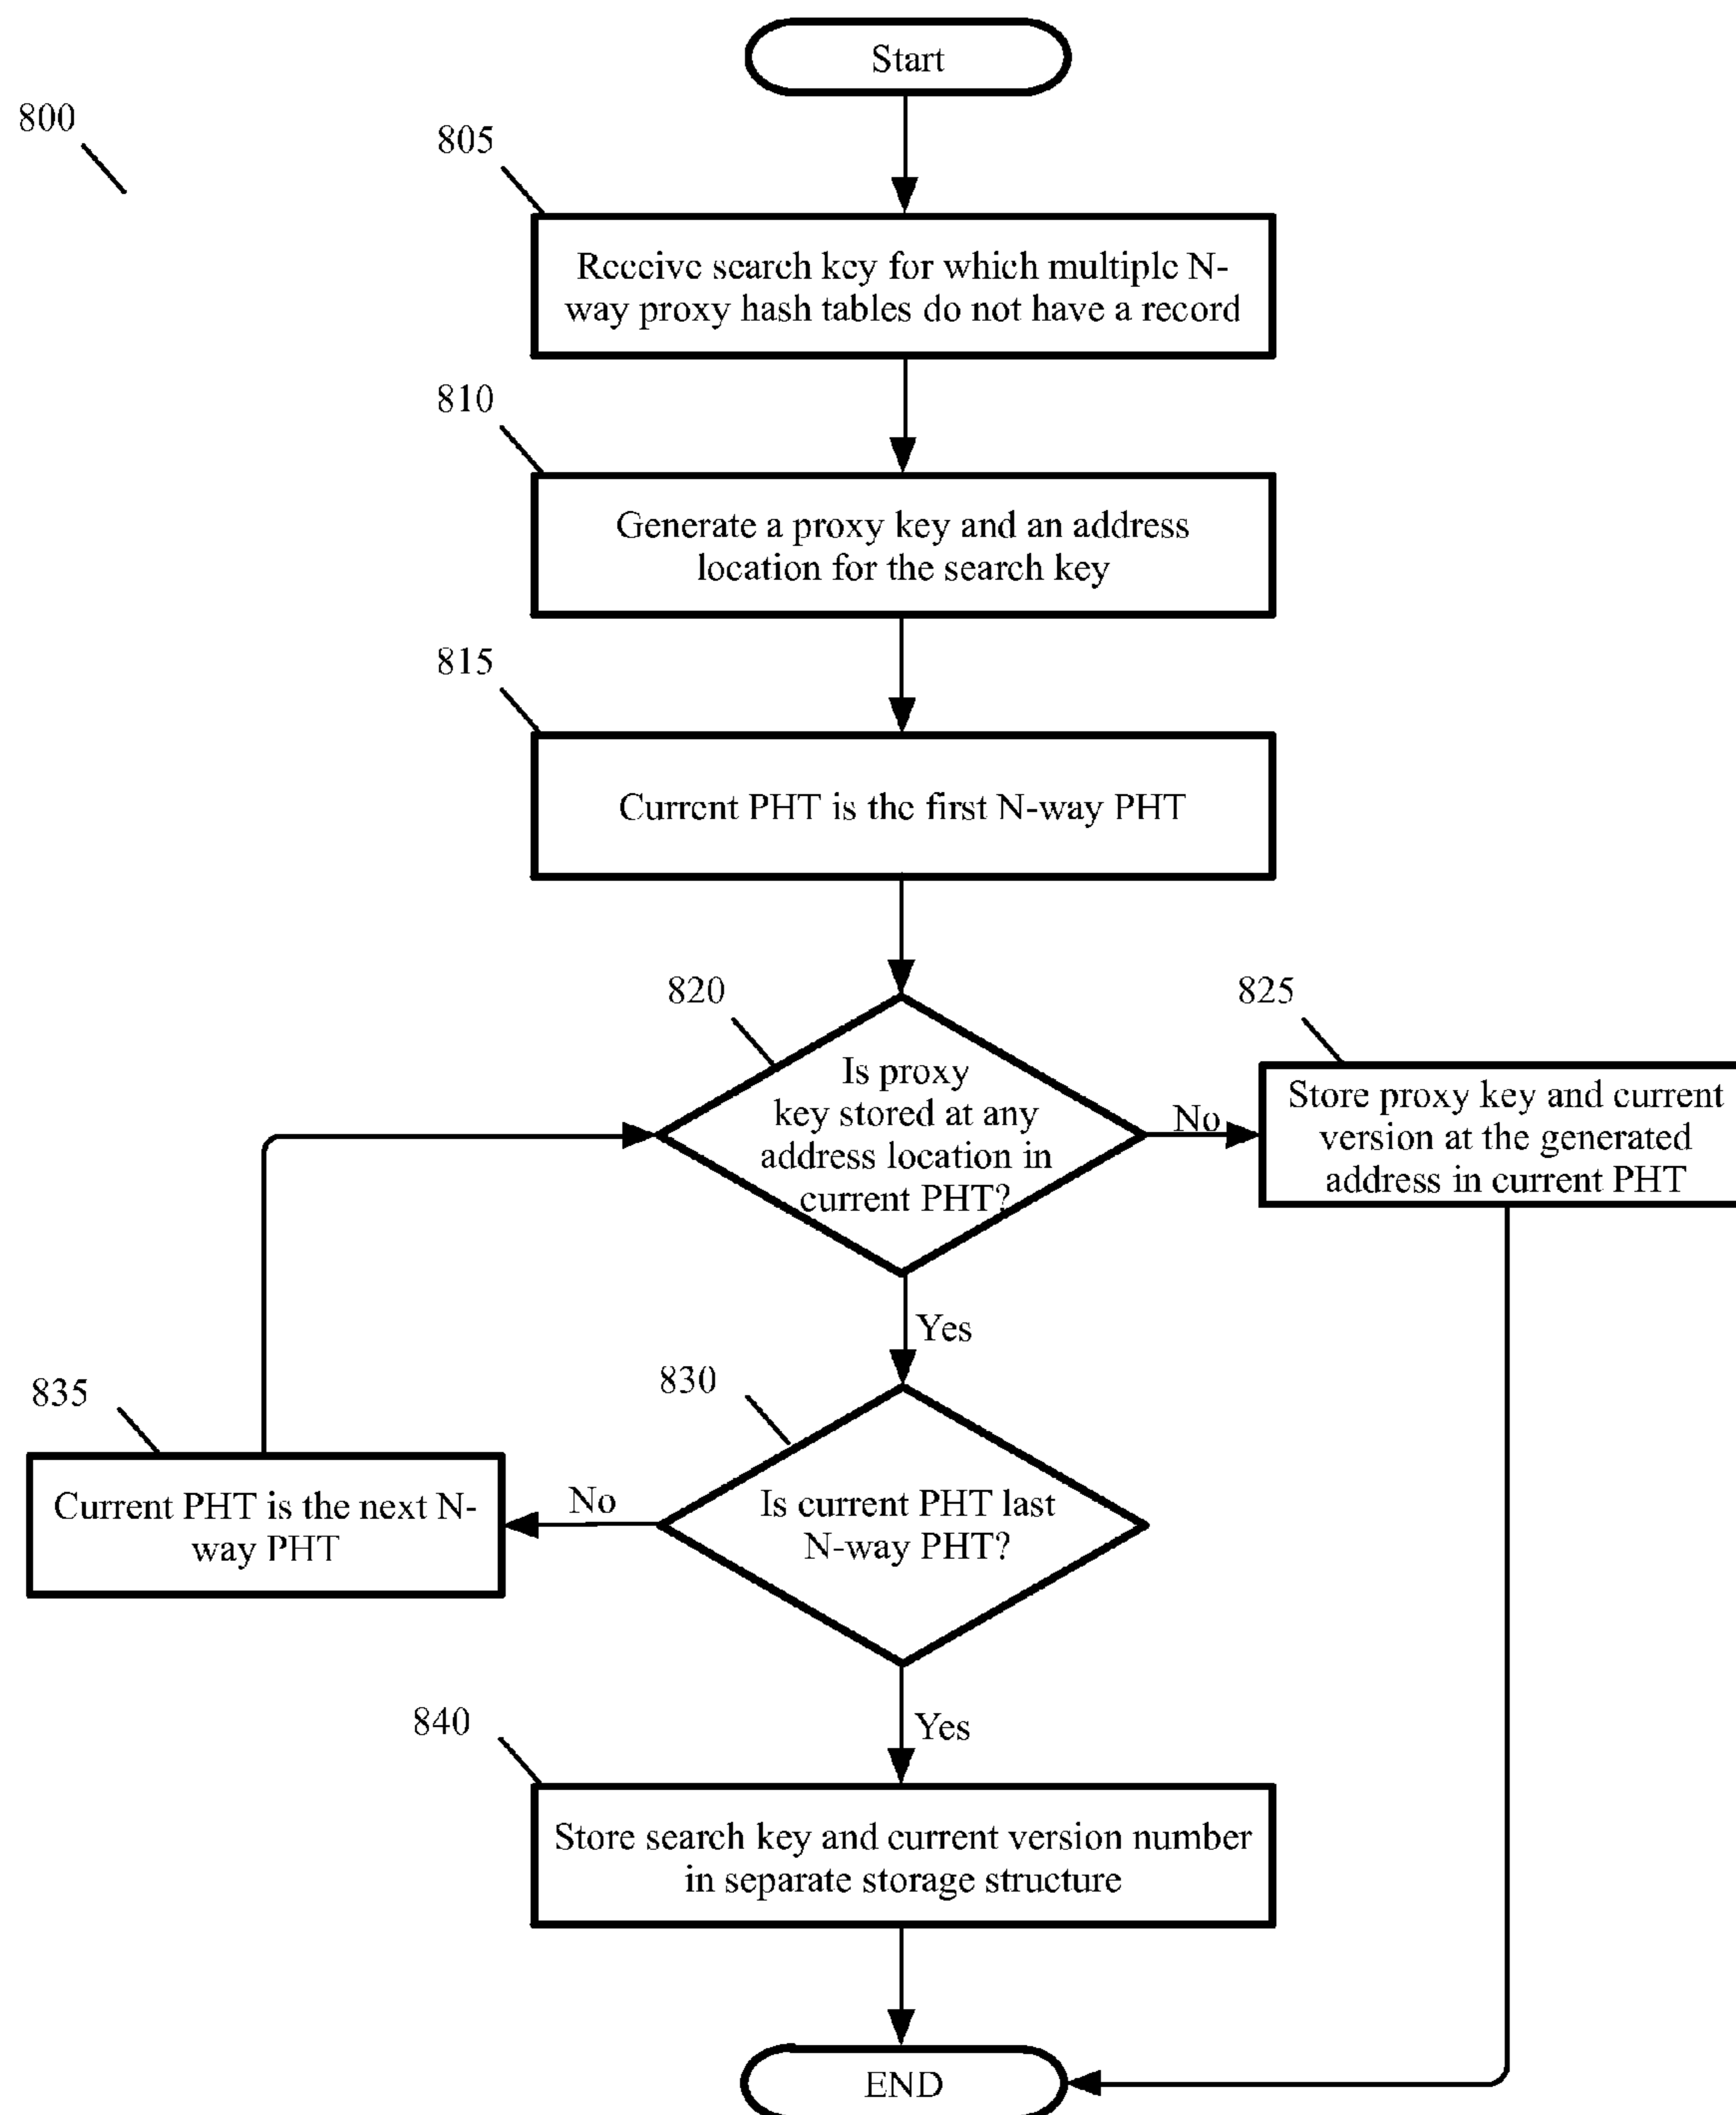 Start
800
805
Receive search key for which multiple N-
way proxy hash tables do not have a record
810
Generate a proxy key and an address
location for the search key
815
Current PHT is the first N-way PHT
820
825
Is proxy
key stored at any
address location in
current PHT?
No
Store proxy key and current
version at the generated
address in current PHT
Yes
830
835
Is current PHT last
N-way PHT?
No
Current PHT is the next N-
way PHT
Yes
840
Store search key and current version number
in separate storage structure
END